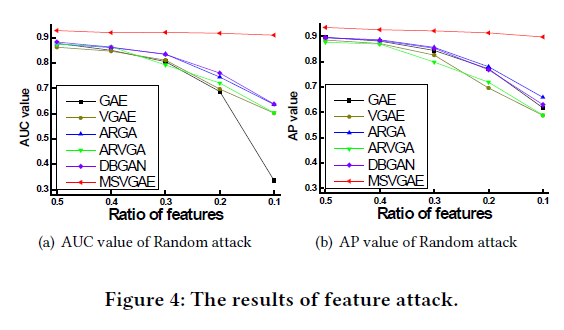 0.9
0.8
0.7
0.6
0.5
0.4
0.3
AUC value
GAE
VGAE
ARGA
ARVGA
DBGAN
MSVGAE
0.5 0.4 0.3 0.2 0.1
Ratio of features
(a) AUC value of Random attack
0.9
0.8
0.7
0.6
0.5
0.4
0.3
AP value
GAE
VGAE
ARGA
ARVGA
DBGAN
MSVGAE
0.5 0.4 0.3 0.2 0.1
Ratio of features
(b) AP value of Random attack
Figure 4: The results of feature attack.